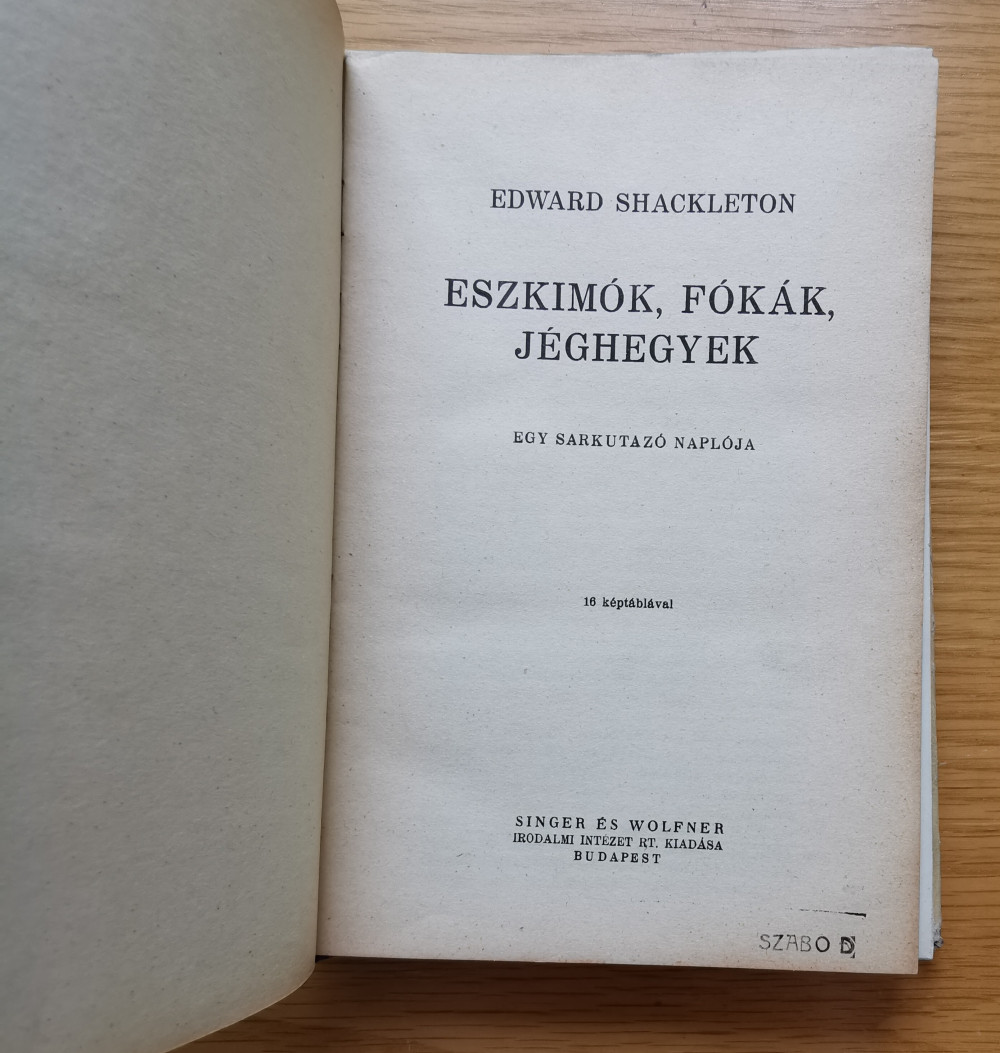 EDWARD SHACKLETON
ESZKIMÓK, FÓKÁK,
JÉGHEGYEK
EGY SARKUTAZÓ NAPLÓJA
16 képtáblával
SINGER ÉS WOLFNER
IRODALMI INTÉZET RT. KIADÁSA
BUDAPEST
SZABO D